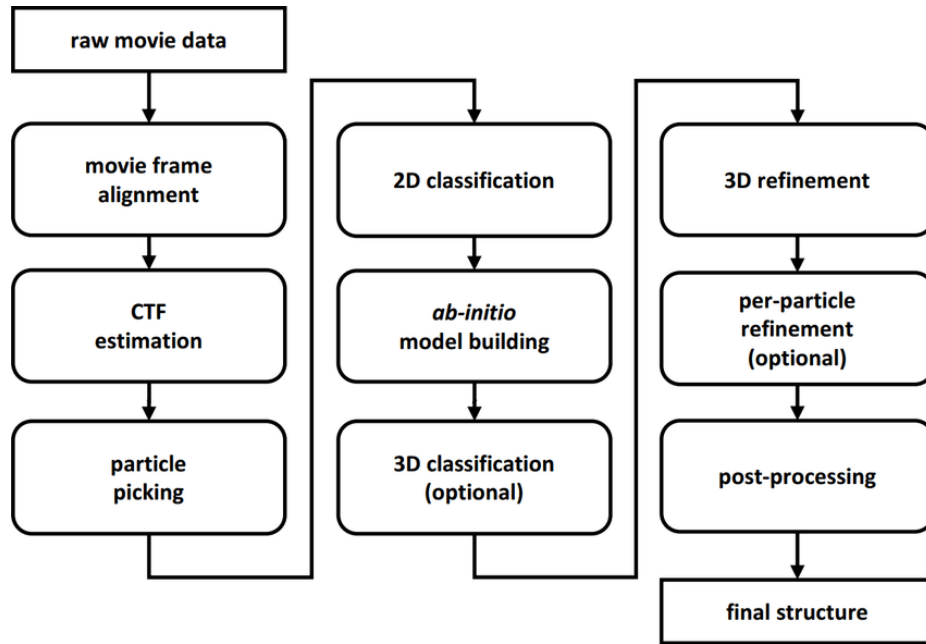 raw movie data
movie frame
alignment
CTF
estimation
particle
picking
2D classification
ab-initio
model building
3D classification
(optional)
3D refinement
per-particle
refinement
(optional)
post-processing
final structure